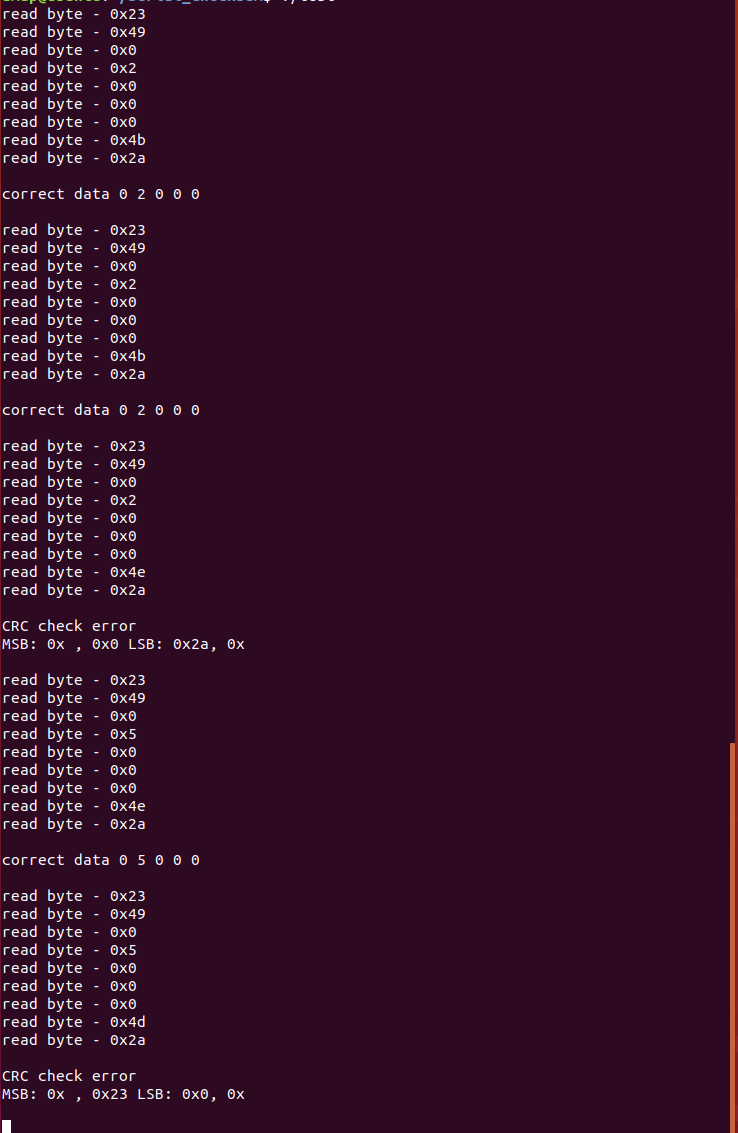 read byte - 0x23
read byte - 0x49
read byte - 0x0
read byte - 0x2
read byte - 0x0
read byte - 0x0
read byte - 0x0
read byte - 0x4b
read byte - 0x2a
correct data 0 2 0 0 0
read byte - 0x23
read byte - 0x49
read byte - 0x0
read byte - 0x2
read byte - 0x0
read byte - 0x0
read byte - 0x0
read byte - 0x4b
read byte - 0x2a
correct data 0 2 0 0 0
read byte - 0x23
read byte - 0x49
read byte - 0x0
read byte - 0x2
read byte - 0x0
read byte - 0x0
read byte - 0x0
read byte - 0x4e
read byte - 0x2a
CRC check error
MSB: 0x , 0x0 LSB: 0x2a, 0x
read byte - 0x23
read byte - 0x49
read byte - 0x0
read byte - 0x5
read byte - 0x0
read byte - 0x0
read byte - 0x0
read byte - 0x4e
read byte - 0x2a
correct data 0 5 0 0 0
read byte - 0x23
read byte - 0x49
read byte - 0x0
read byte - 0x5
read byte - 0x0
read byte - 0x0
read byte - 0x0
read byte - 0x4d
read byte - 0x2a
CRC check error
MSB: 0x , 0x23 LSB: 0x0, 0x